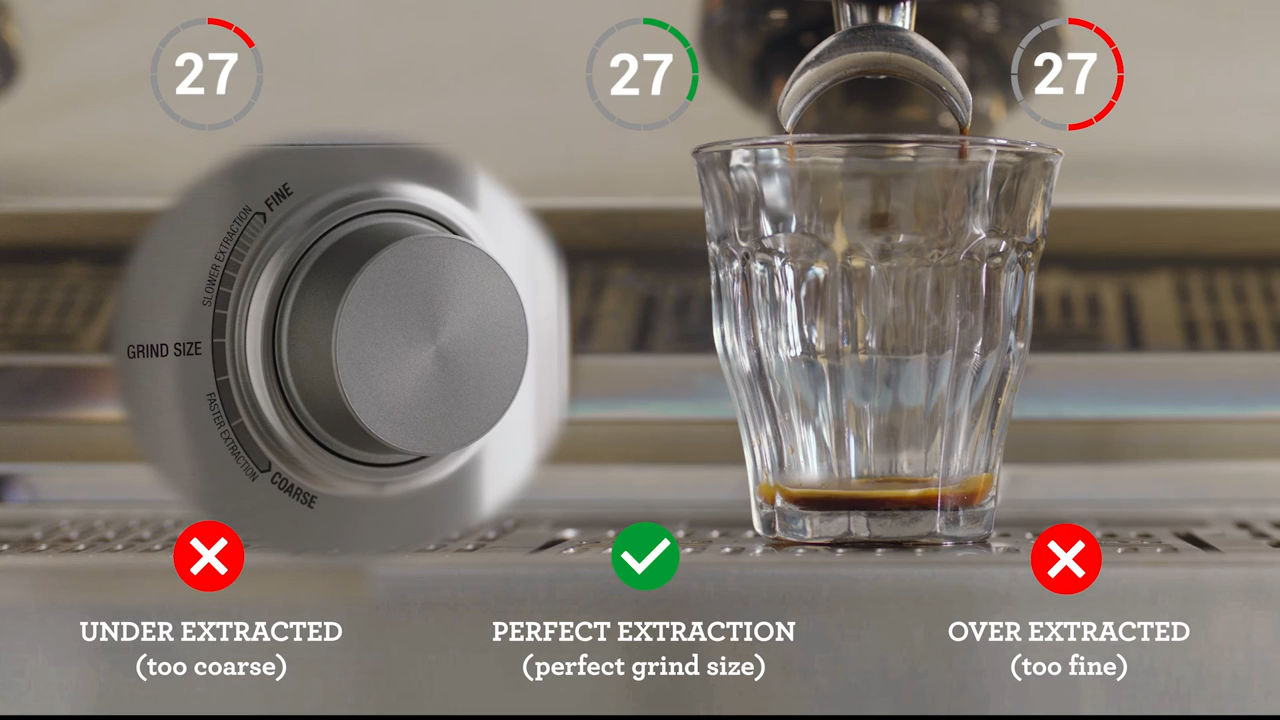 27
27
27
FINE
SLOWER EXTRACTION
GRIND SIZE
FASTER EXTRACTION
COARSE
UNDER EXTRACTED
(too coarse)
PERFECT EXTRACTION
(perfect grind size)
OVER EXTRACTED
(too fine)